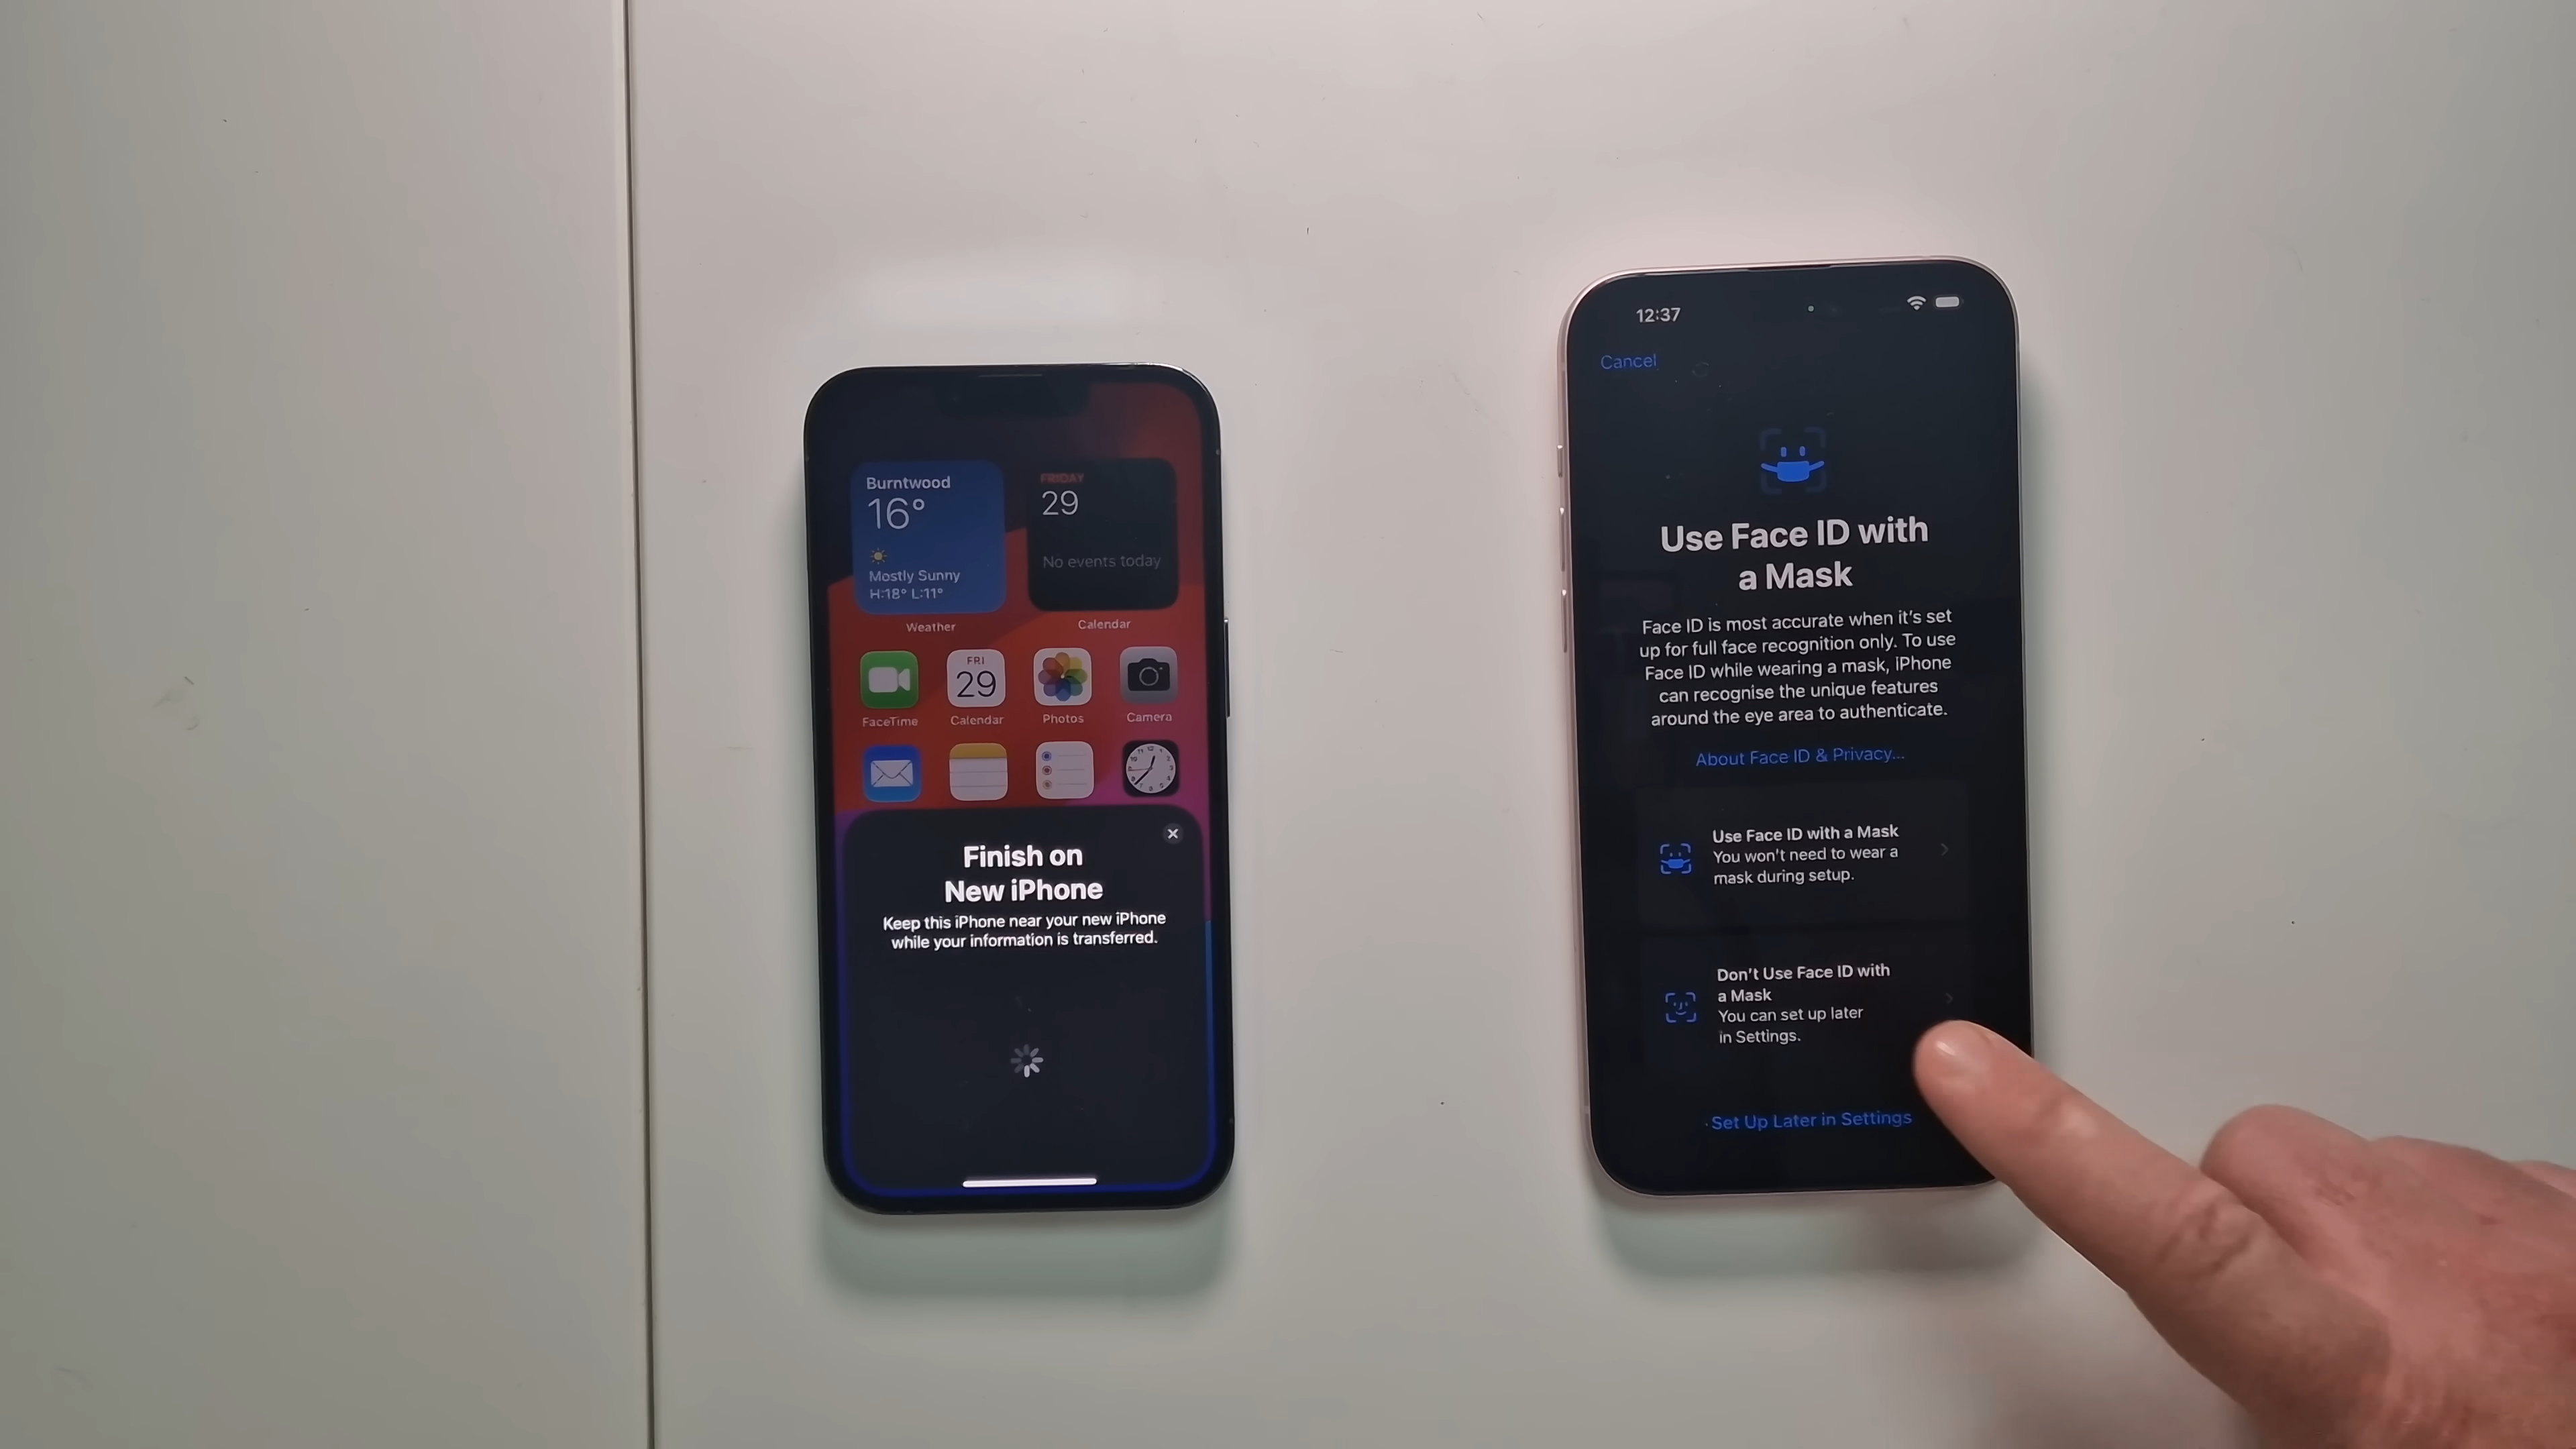 Burntwood
16°
Mostly Sunny
H:18° L:11°
Weather
FRIDAY
29
No events today
Calendar
FaceTime
FRI
29
Calendar
Photos
Camera
Finish on
New iPhone
Keep this iPhone near your new iPhone
while your information is transferred.
12:37
Cancel
Use Face ID with
a Mask
Face ID is most accurate when it's set
up for full face recognition only. To use
Face ID while wearing a mask, iPhone
can recognise the unique features
around the eye area to authenticate.
About Face ID & Privacy...
Use Face ID with a Mask
You won't need to wear a
mask during setup.
Don't Use Face ID with
a Mask
You can set up later
in Settings.
Set Up Later in Settings